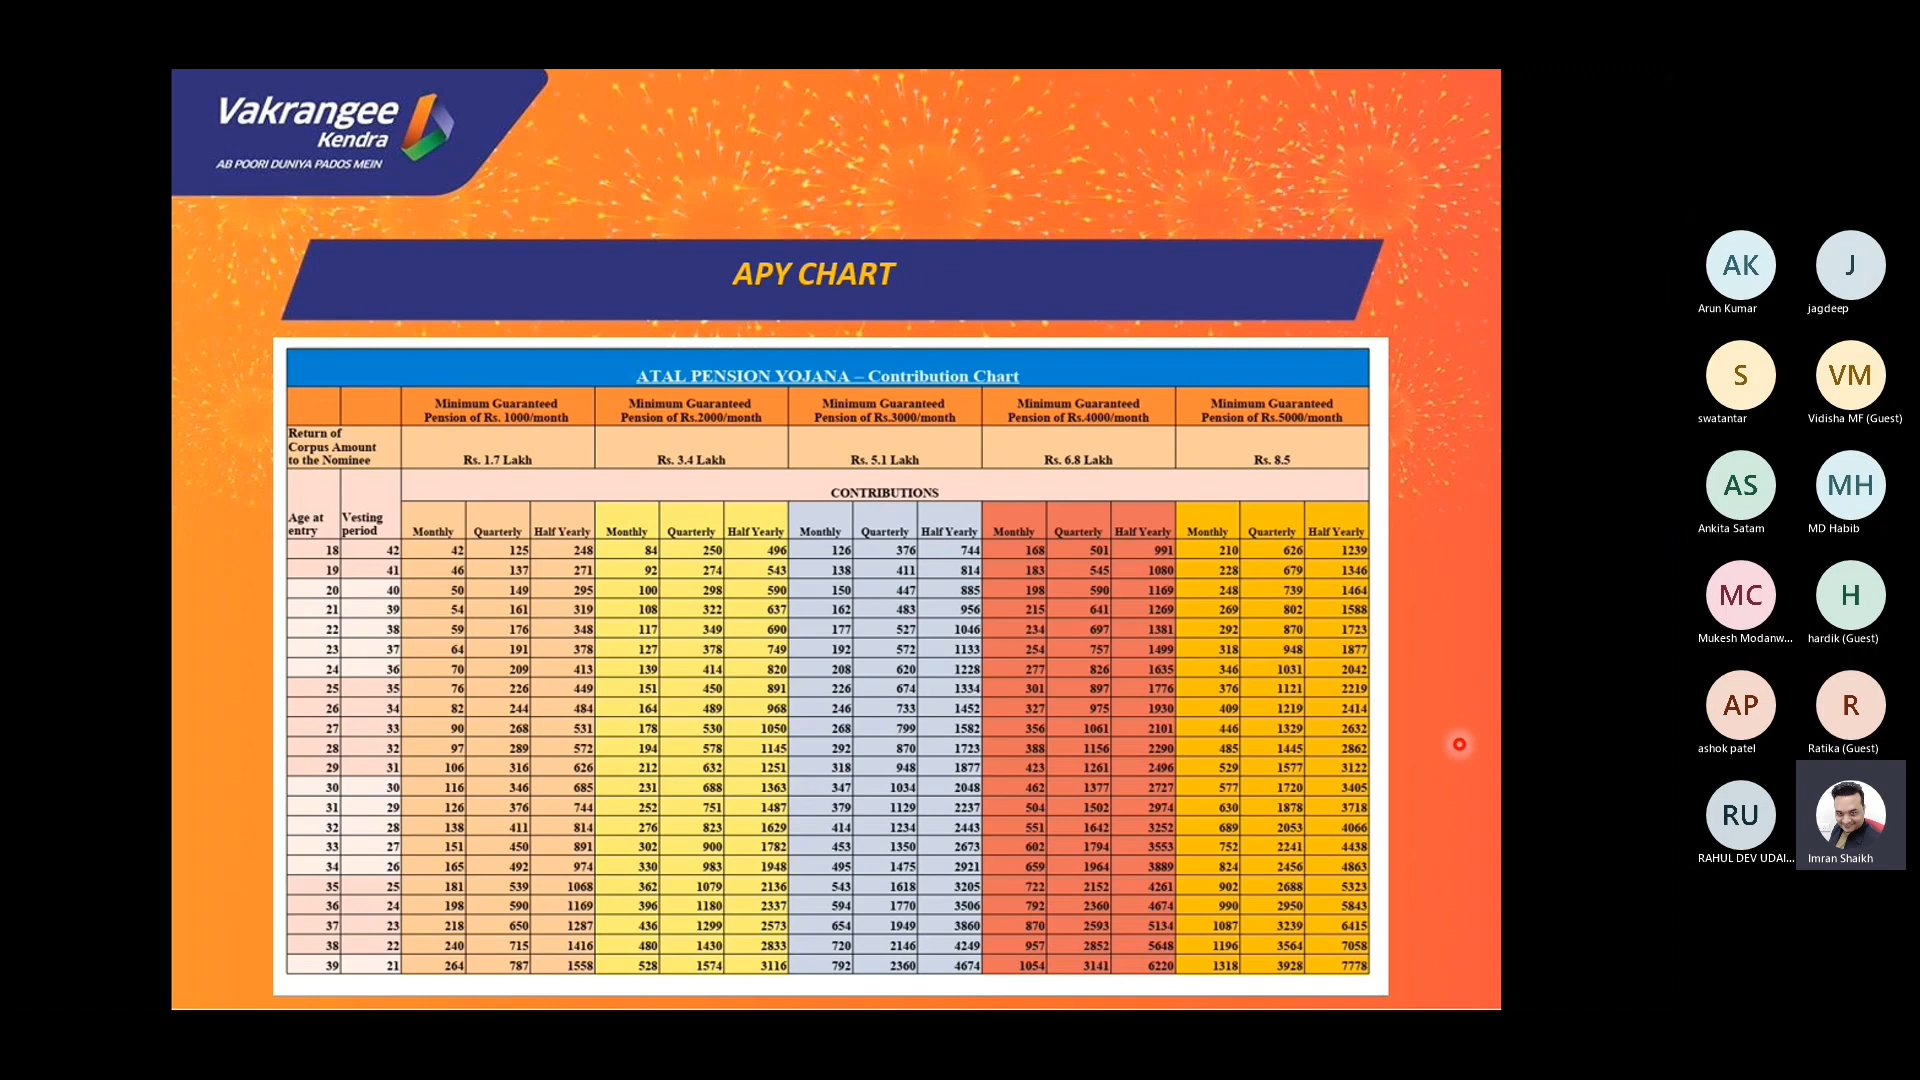 Vakrangee
Kendra
AB POORI DUNIYA PADOS MEIN
APY CHART
ATAL PENSION YOJANA – Contribution Chart
Minimum Guaranteed Pension of Rs. 1000/month Minimum Guaranteed Pension of Rs.2000/month Minimum Guaranteed Pension of Rs.3000/month Minimum Guaranteed Pension of Rs.4000/month Minimum Guaranteed Pension of Rs.5000/month
Return of Corpus Amount to the Nominee Rs. 1.7 Lakh Rs. 3.4 Lakh Rs. 5.1 Lakh Rs. 6.8 Lakh Rs. 8.5
CONTRIBUTIONS
Age at entry Vesting period Monthly Quarterly Half Yearly Monthly Quarterly Half Yearly Monthly Quarterly Half Yearly Monthly Quarterly Half Yearly Monthly Quarterly Half Yearly
18 42 42 125 248 84 250 496 126 376 744 168 501 991 210 626 1239
19 41 46 137 271 92 274 543 138 411 814 183 545 1080 228 679 1346
20 40 50 149 295 100 298 590 150 447 885 198 590 1169 248 739 1464
21 39 54 161 319 108 322 637 162 483 956 215 641 1269 269 802 1588
22 38 59 176 348 117 349 690 177 527 1046 234 697 1381 292 870 1723
23 37 64 191 378 127 378 749 192 572 1133 254 757 1499 318 948 1877
24 36 70 209 413 139 414 820 208 620 1228 277 826 1635 346 1031 2042
25 35 76 226 449 151 450 891 226 674 1334 301 897 1776 376 1121 2219
26 34 82 244 484 164 489 968 246 733 1452 327 975 1930 409 1219 2414
27 33 90 268 531 178 530 1050 268 799 1582 356 1061 2101 446 1329 2632
28 32 97 289 572 194 578 1145 292 870 1723 388 1156 2290 485 1445 2862
29 31 106 316 626 212 632 1251 318 948 1877 423 1261 2496 529 1577 3122
30 30 116 346 685 231 688 1363 347 1034 2048 462 1377 2727 577 1720 3405
31 29 126 376 744 252 751 1487 379 1129 2237 504 1502 2974 630 1878 3718
32 28 138 411 814 276 823 1629 414 1234 2443 551 1642 3252 689 2053 4066
33 27 151 450 891 302 900 1782 453 1350 2673 602 1794 3553 752 2241 4438
34 26 165 492 974 330 983 1948 495 1475 2921 659 1964 3889 824 2456 4863
35 25 181 539 1068 362 1079 2136 543 1618 3205 722 2152 4261 902 2688 5323
36 24 198 590 1169 396 1180 2337 594 1770 3506 792 2360 4674 990 2950 5843
37 23 218 650 1287 436 1299 2573 654 1949 3860 870 2593 5134 1087 3239 6415
38 22 240 715 1416 480 1430 2833 720 2146 4249 957 2852 5648 1196 3564 7058
39 21 264 787 1558 528 1574 3116 792 2360 4674 1054 3141 6220 1318 3928 7778
AK J
Arun Kumar jagdeep
S VM
swatantar Vidisha MF (Guest)
AS MH
Ankita Satam MD Habib
MC H
Mukesh Modanw... hardik (Guest)
AP R
ashok patel Ratika (Guest)
RU
RAHUL DEV UDAI... Imran Shaikh